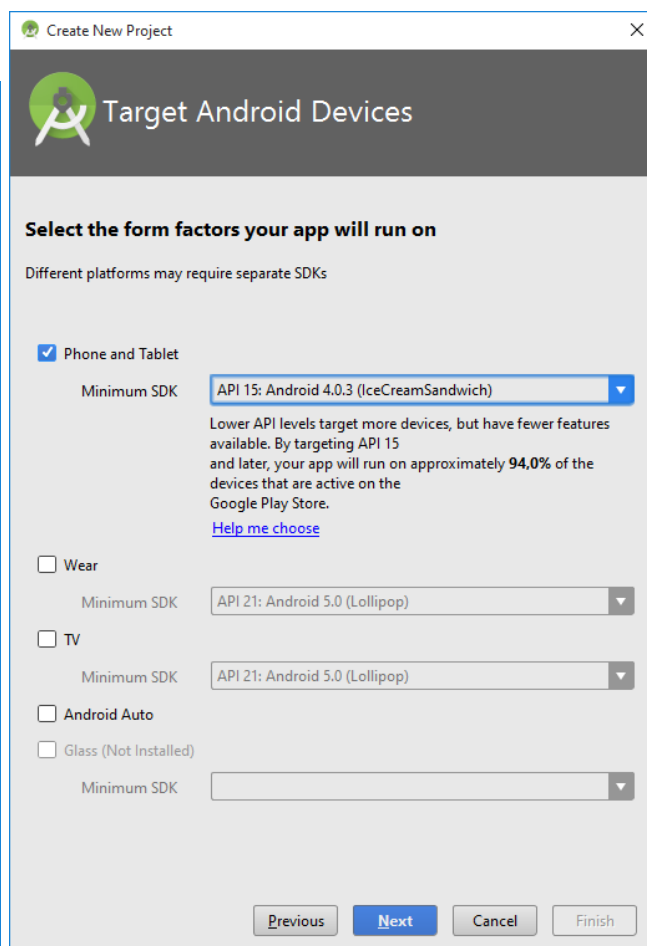 Create New Project
Target Android Devices
Select the form factors your app will run on
Different platforms may require separate SDKs
Phone and Tablet
Minimum SDK
API 15: Android 4.0.3 (IceCreamSandwich)
Lower API levels target more devices, but have fewer features
available. By targeting API 15
and later, your app will run on approximately 94,0% of the
devices that are active on the
Google Play Store.
Help me choose
Wear
Minimum SDK
API 21: Android 5.0 (Lollipop)
TV
Minimum SDK
API 21: Android 5.0 (Lollipop)
Android Auto
Glass (Not Installed)
Minimum SDK
Previous
Next
Cancel
Finish